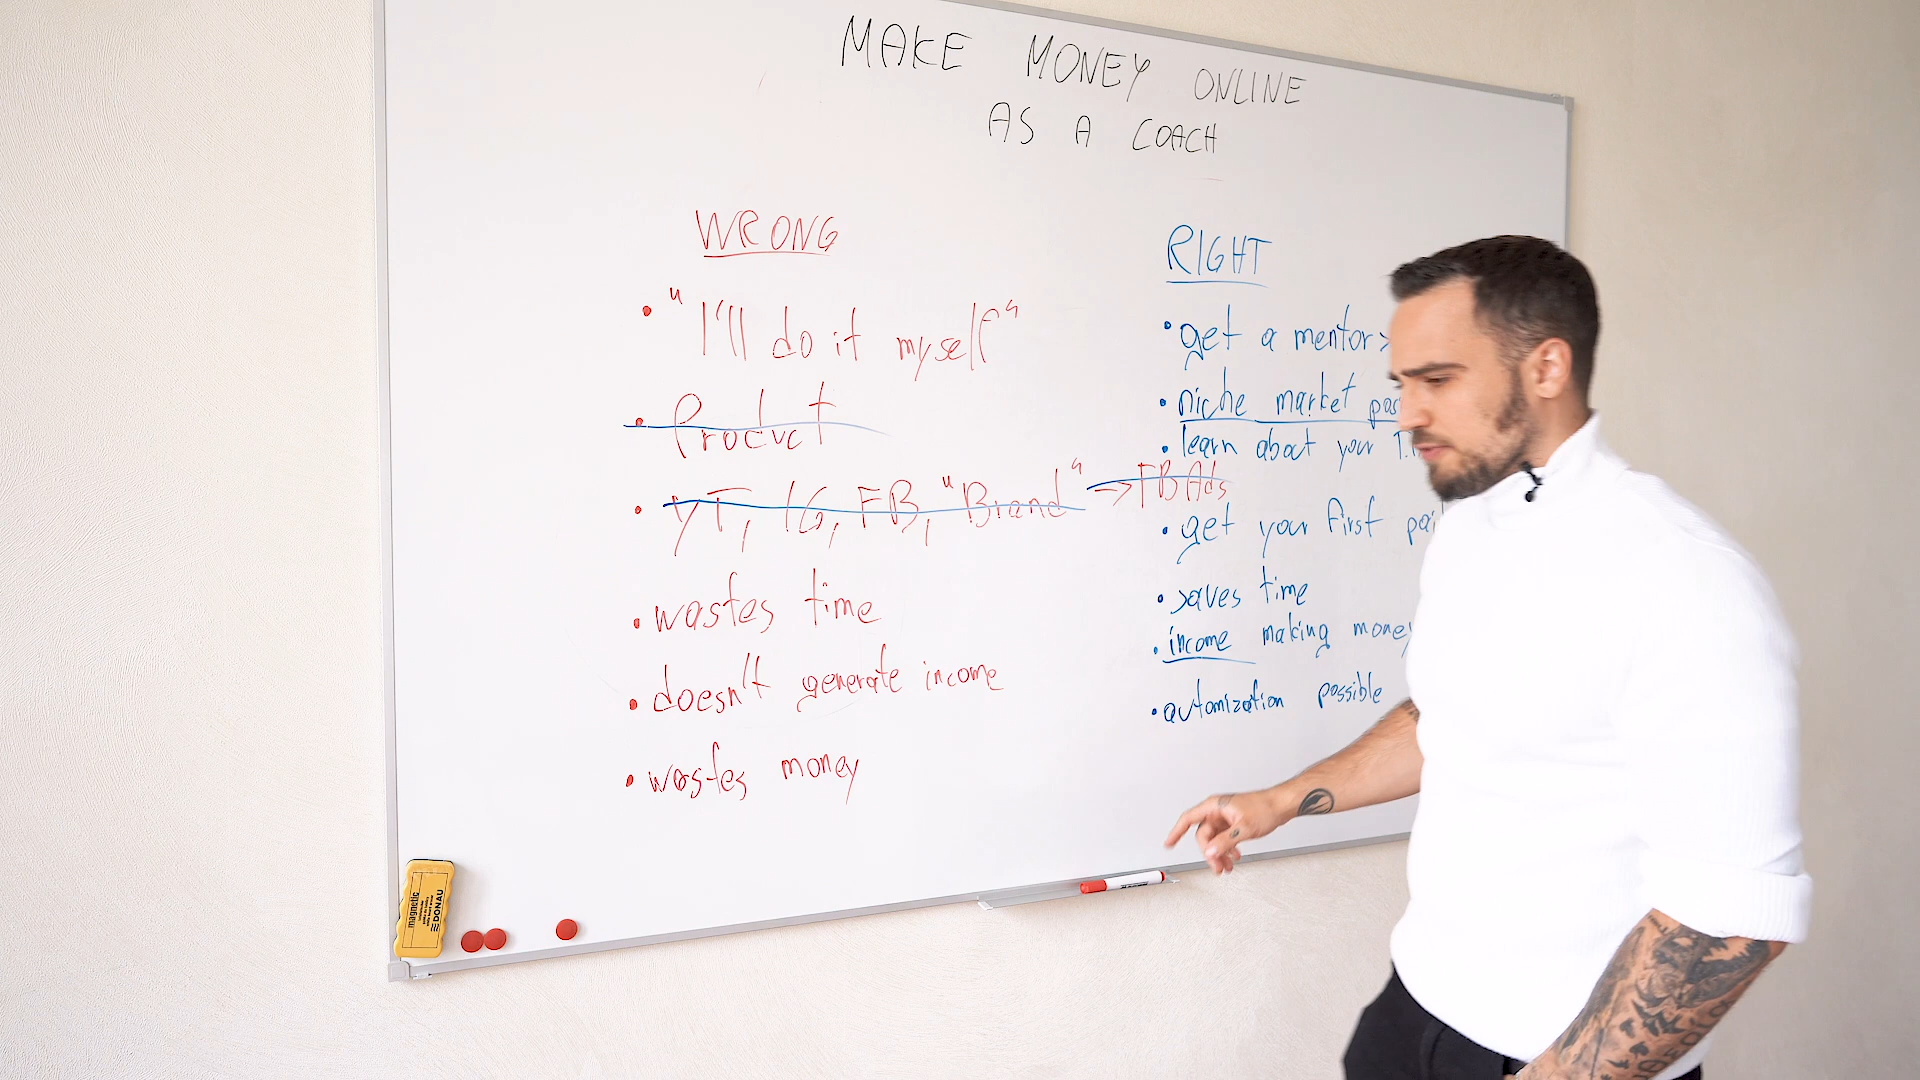 MAKE MONEY ONLINE
AS A COACH
WRONG
• "I'll do it myself"
• Product
• YT, IG, FB, "Brand" → FB Ads
• wastes time
• doesn't generate income
• wastes money
RIGHT
• get a mentor >
• niche market
• learn about your
• get your first
• saves time
• income making money
• automization possible
magnetic
DONAU